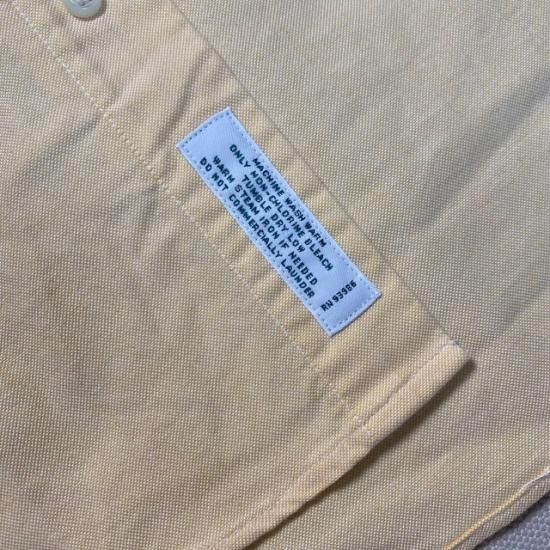 MACHINE WASH WARM
ONLY NON-CHLORINE BLEACH
TUMBLE DRY LOW
WARM STEAM IRON IF NEEDED
DO NOT COMMERCIALLY LAUNDER
RN 93986